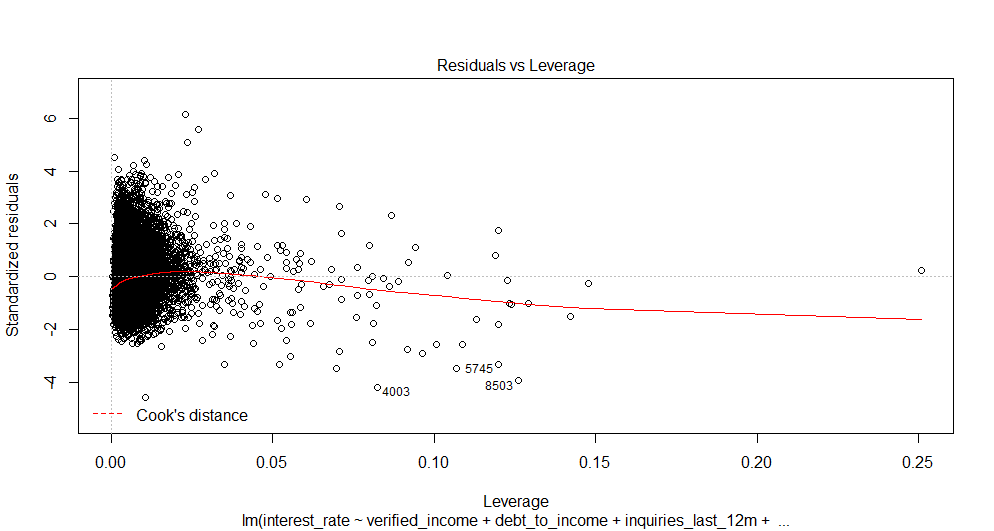 Residuals vs Leverage
Standardized residuals
6
4
2
0
-2
-4
5745
8503
4003
Cook's distance
0.00 0.05 0.10 0.15 0.20 0.25
Leverage
lm(interest_rate ~ verified_income + debt_to_income + inquiries_last_12m + ...